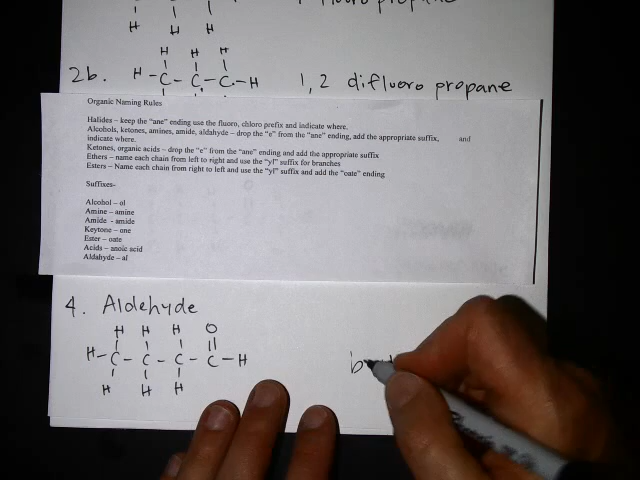 H H H
H H H
2b. H-C-C-C-H 1,2 difluoro propane
Organic Naming Rules
Halides – keep the "ane" ending use the fluoro, chloro prefix and indicate where.
Alcohols, ketones, amines, amide, aldahyde – drop the "e" from the "ane" ending, add the appropriate suffix, and
indicate where.
Ketones, organic acids – drop the "e" from the "ane" ending and add the appropriate suffix
Ethers – name each chain from left to right and use the "yl" suffix for branches
Esters – Name each chain from right to left and use the "yl" suffix and add the "oate" ending
Suffixes-
Alcohol – ol
Amine – amine
Amide - amide
Keytone – one
Ester – oate
Acids – anoic acid
Aldahyde – al
4. Aldehyde
H H H O
H-C-C-C-C-H
H H H